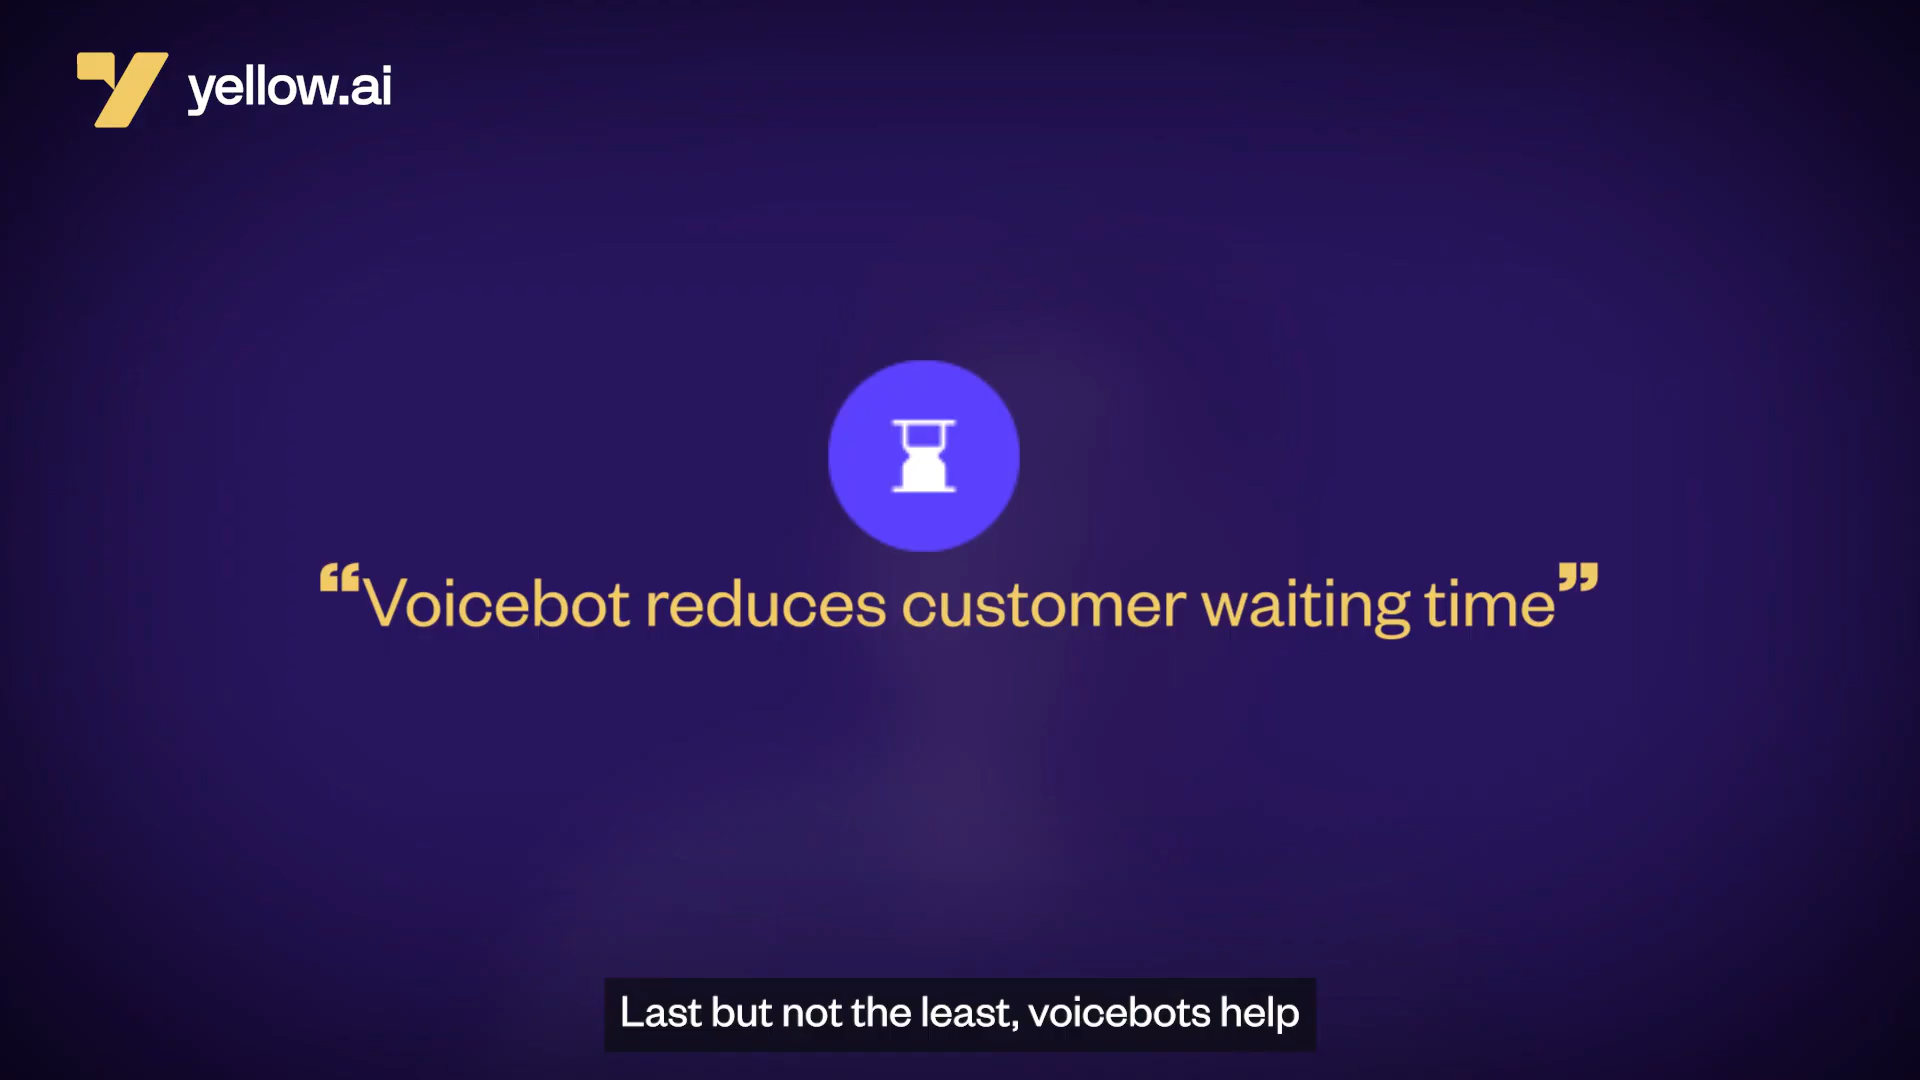 yellow.ai
“Voicebot reduces customer waiting time”
Last but not the least, voicebots help